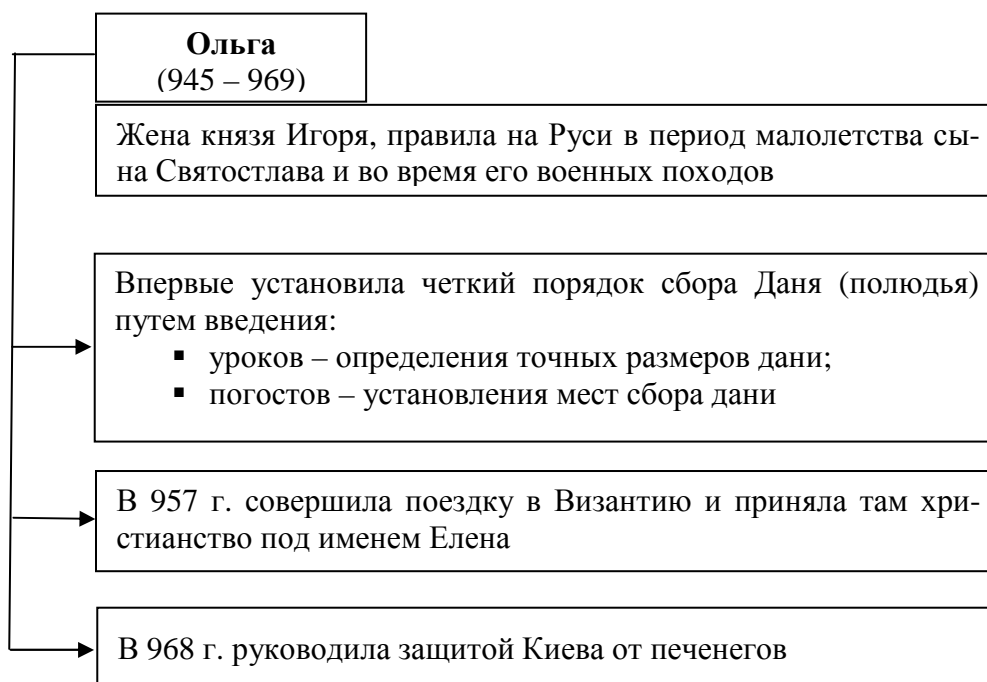 Ольга
(945 – 969)
Жена князя Игоря, правила на Руси в период малолетства сы-
на Святостлава и во время его военных походов
Впервые установила четкий порядок сбора Даня (полюдья)
путем введения:
▪ уроков – определения точных размеров дани;
▪ погостов – установления мест сбора дани
В 957 г. совершила поездку в Византию и приняла там хри-
стианство под именем Елена
В 968 г. руководила защитой Киева от печенегов